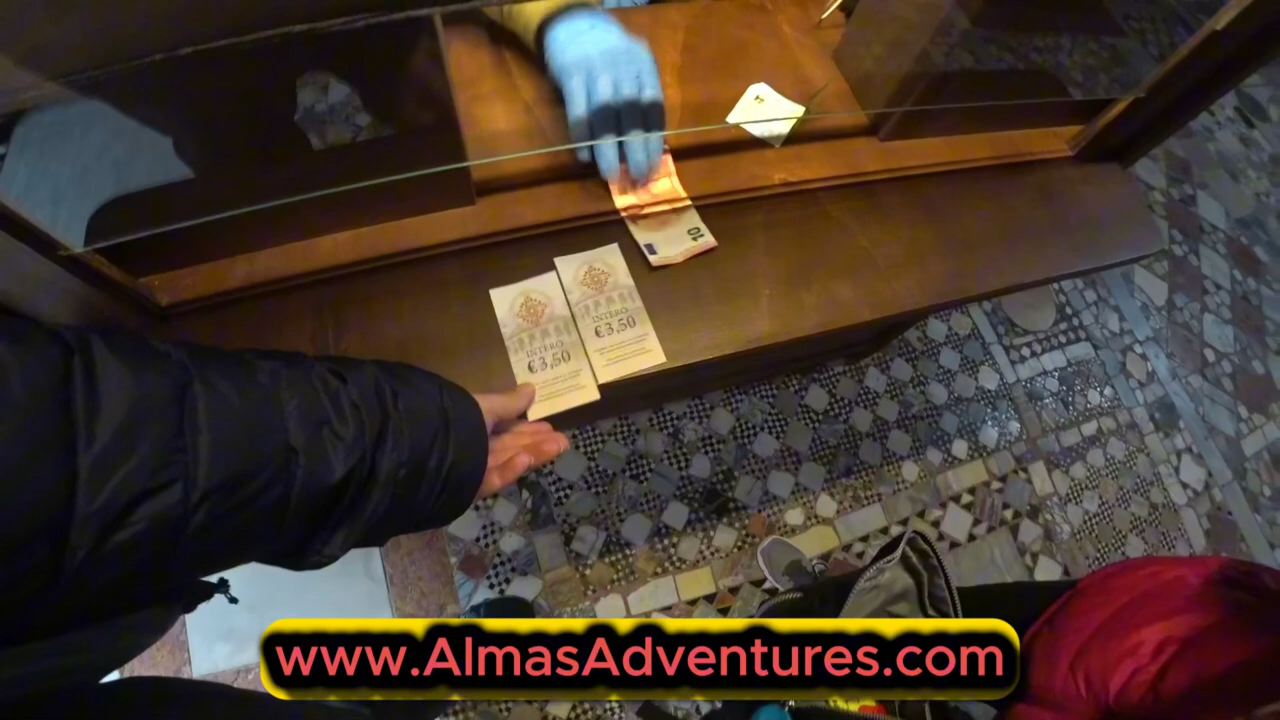 10
INTERO
€3,50
INTERO
€3,50
www.AlmasAdventures.com